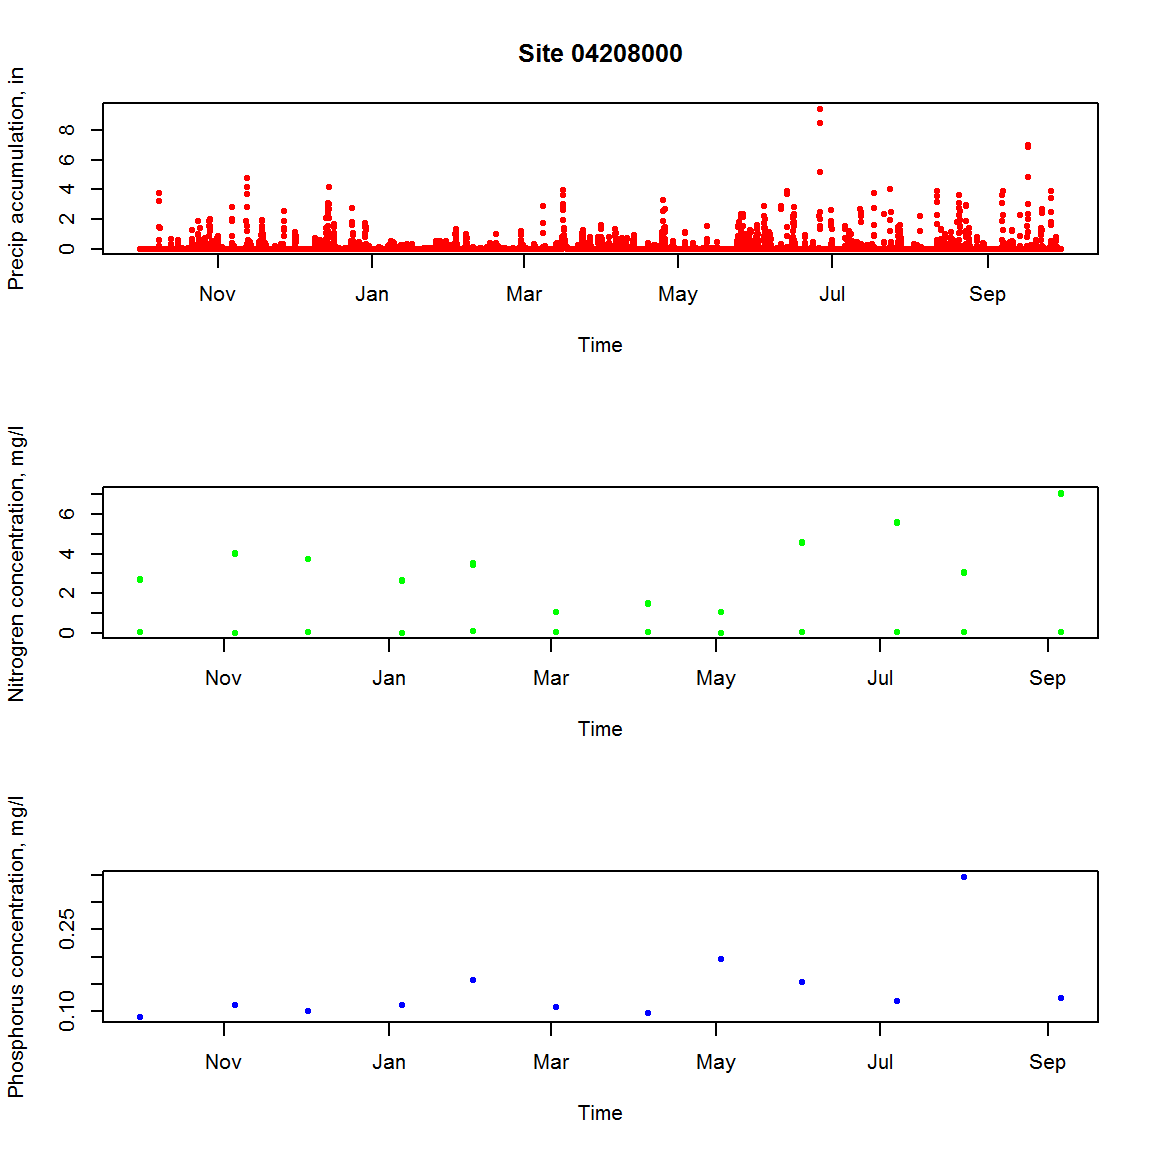 Site 04208000
Precip accumulation, in
0 2 4 6 8
Nov Jan Mar May Jul Sep
Time
Nitrogren concentration, mg/l
0 2 4 6
Nov Jan Mar May Jul Sep
Time
Phosphorus concentration, mg/l
0.10 0.25
Nov Jan Mar May Jul Sep
Time